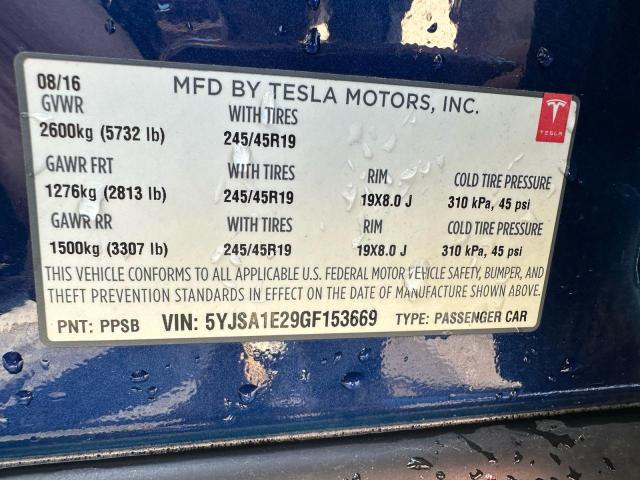 08/16 MFD BY TESLA MOTORS, INC.
GVWR WITH TIRES
2600kg (5732 lb) 245/45R19
TESLA
GAWR FRT WITH TIRES RIM COLD TIRE PRESSURE
1276kg (2813 lb) 245/45R19 19X8.0 J 310 kPa, 45 psi
GAWR RR WITH TIRES RIM COLD TIRE PRESSURE
1500kg (3307 lb) 245/45R19 19X8.0 J 310 kPa, 45 psi
THIS VEHICLE CONFORMS TO ALL APPLICABLE U.S. FEDERAL MOTOR VEHICLE SAFETY, BUMPER, AND
THEFT PREVENTION STANDARDS IN EFFECT ON THE DATE OF MANUFACTURE SHOWN ABOVE.
PNT: PPSB VIN: 5YJSA1E29GF153669 TYPE: PASSENGER CAR